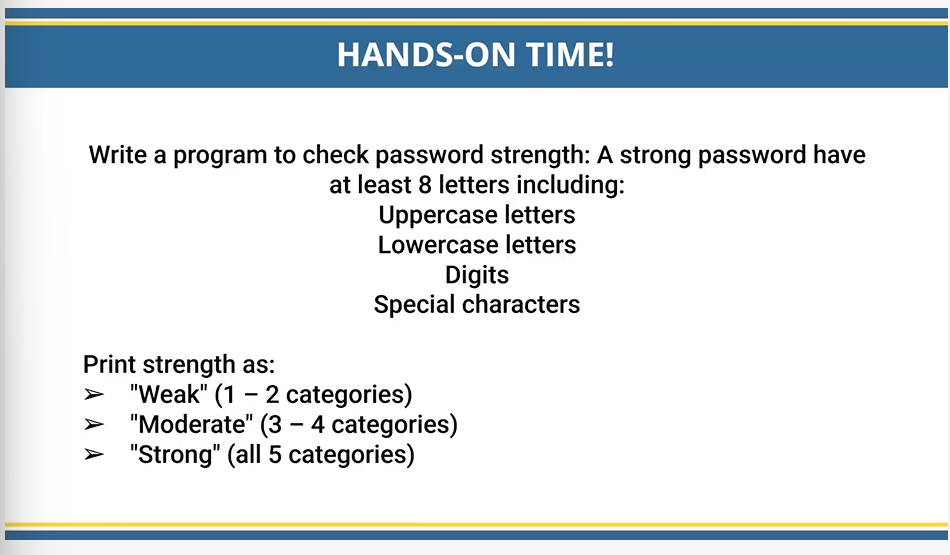 HANDS-ON TIME!
Write a program to check password strength: A strong password have
at least 8 letters including:
Uppercase letters
Lowercase letters
Digits
Special characters
Print strength as:
➢ "Weak" (1 – 2 categories)
➢ "Moderate" (3 – 4 categories)
➢ "Strong" (all 5 categories)